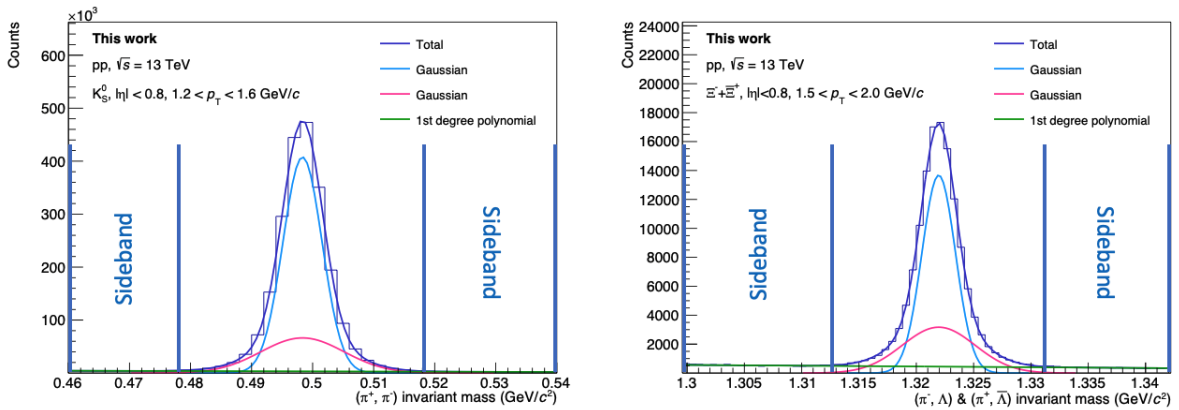 ×10³
Counts
600
500
400
300
200
100
This work
pp, √s = 13 TeV
K⁰S, |η| < 0.8, 1.2 < pT < 1.6 GeV/c
Total
Gaussian
Gaussian
1st degree polynomial
Sideband
Sideband
0.46 0.47 0.48 0.49 0.5 0.51 0.52 0.53 0.54
(π⁺, π⁻) invariant mass (GeV/c²)
Counts
24000
22000
20000
18000
16000
14000
12000
10000
8000
6000
4000
2000
This work
pp, √s = 13 TeV
Ξ⁻+Ξ̅⁺, |η|<0.8, 1.5 < pT < 2.0 GeV/c
Total
Gaussian
Gaussian
1st degree polynomial
Sideband
Sideband
1.3 1.305 1.31 1.315 1.32 1.325 1.33 1.335 1.34
(π⁻, Λ) & (π⁺, Λ̅) invariant mass (GeV/c²)